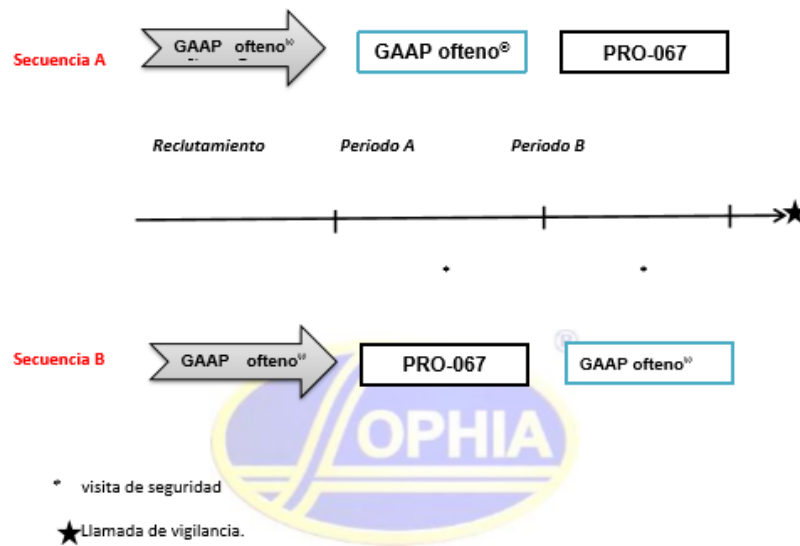 GAAP ofteno
GAAP ofteno®
PRO-067
Secuencia A
Reclutamiento Periodo A Periodo B
*
*
®
Secuencia B
GAAP ofteno
PRO-067
GAAP ofteno
SOPHIA
* visita de seguridad
★Llamada de vigilancia.